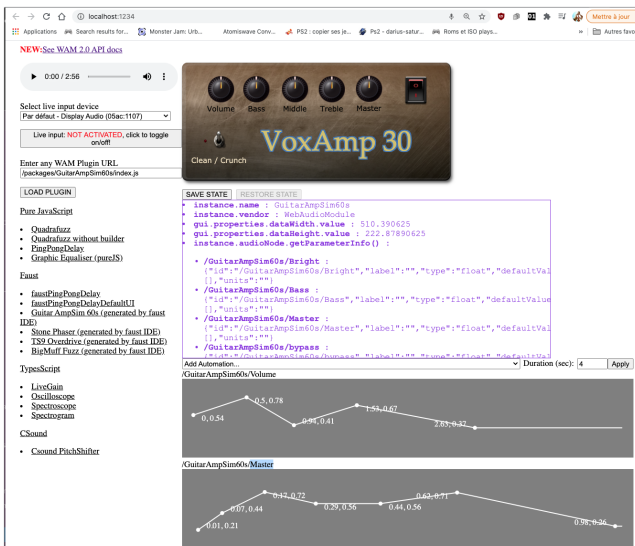 localhost:1234
Mettre à jour
Applications
Search results for...
Monster Jam: Urb...
Atomiswave Conv...
PS2 : copier ses je...
Ps2 - darius-satur...
Roms et ISO plays...
»
Autres favo
NEW:See WAM 2.0 API docs
0:00 / 2:56
Select live input device
Par défaut - Display Audio (05ac:1107)
Live input: NOT ACTIVATED, click to toggle
on/off!
Enter any WAM Plugin URL
/packages/GuitarAmpSim60s/index.js
LOAD PLUGIN
Pure JavaScript
• Quadrafuzz
• Quadrafuzz without builder
• PingPongDelay
• Graphic Equaliser (pureJS)
Faust
• faustPingPongDelay
• faustPingPongDelayDefaultUI
• Guitar AmpSim 60s (generated by faust
IDE)
• Stone Phaser (generated by faust IDE)
• TS9 Overdrive (generated by faust IDE)
• BigMuff Fuzz (generated by faust IDE)
TypesScript
• LiveGain
• Oscilloscope
• Spectroscope
• Spectrogram
CSound
• Csound PitchShifter
Volume Bass Middle Treble Master
VoxAmp 30
Clean / Crunch
SAVE STATE RESTORE STATE
• instance.name : GuitarAmpSim60s
• instance.vendor : WebAudioModule
• gui.properties.dataWidth.value : 510.390625
• gui.properties.dataHeight.value : 222.87890625
• instance.audioNode.getParameterInfo() :
• /GuitarAmpSim60s/Bright :
{"id":"/GuitarAmpSim60s/Bright","label":"","type":"float","defaultVal
[],"units":""}
• /GuitarAmpSim60s/Bass :
{"id":"/GuitarAmpSim60s/Bass","label":"","type":"float","defaultValue
[],"units":""}
• /GuitarAmpSim60s/Master :
{"id":"/GuitarAmpSim60s/Master","label":"","type":"float","defaultVal
[],"units":""}
• /GuitarAmpSim60s/bypass :
{"id":"/GuitarAmpSim60s/bypass","label":"","type":"float","defaultVal
Add Automation...
Duration (sec): 4 Apply
/GuitarAmpSim60s/Volume
0, 0.54
0.5, 0.78
0.94, 0.41
1.53, 0.67
2.63, 0.37
/GuitarAmpSim60s/Master
0.01, 0.21
0.07, 0.44
0.17, 0.72
0.29, 0.56
0.44, 0.56
0.62, 0.71
0.98, 0.26